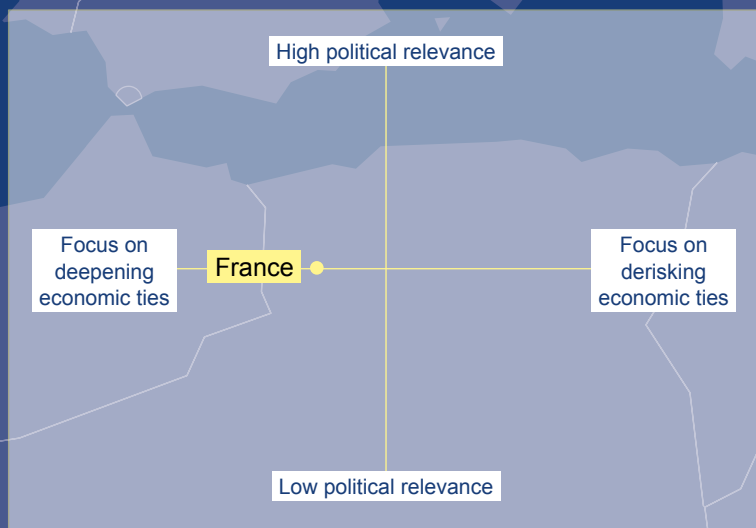 High political relevance
Focus on
deepening
economic ties
France
Focus on
derisking
economic ties
Low political relevance